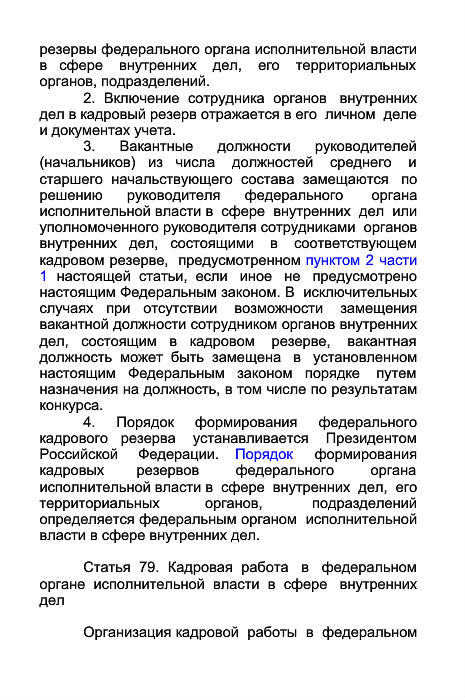 резервы федерального органа исполнительной власти
в сфере внутренних дел, его территориальных
органов, подразделений.
2. Включение сотрудника органов внутренних
дел в кадровый резерв отражается в его личном деле
и документах учета.
3. Вакантные должности руководителей
(начальников) из числа должностей среднего и
старшего начальствующего состава замещаются по
решению руководителя федерального органа
исполнительной власти в сфере внутренних дел или
уполномоченного руководителя сотрудниками органов
внутренних дел, состоящими в соответствующем
кадровом резерве, предусмотренном пунктом 2 части
1 настоящей статьи, если иное не предусмотрено
настоящим Федеральным законом. В исключительных
случаях при отсутствии возможности замещения
вакантной должности сотрудником органов внутренних
дел, состоящим в кадровом резерве, вакантная
должность может быть замещена в установленном
настоящим Федеральным законом порядке путем
назначения на должность, в том числе по результатам
конкурса.
4. Порядок формирования федерального
кадрового резерва устанавливается Президентом
Российской Федерации. Порядок формирования
кадровых резервов федерального органа
исполнительной власти в сфере внутренних дел, его
территориальных органов, подразделений
определяется федеральным органом исполнительной
власти в сфере внутренних дел.
Статья 79. Кадровая работа в федеральном
органе исполнительной власти в сфере внутренних
дел
Организация кадровой работы в федеральном